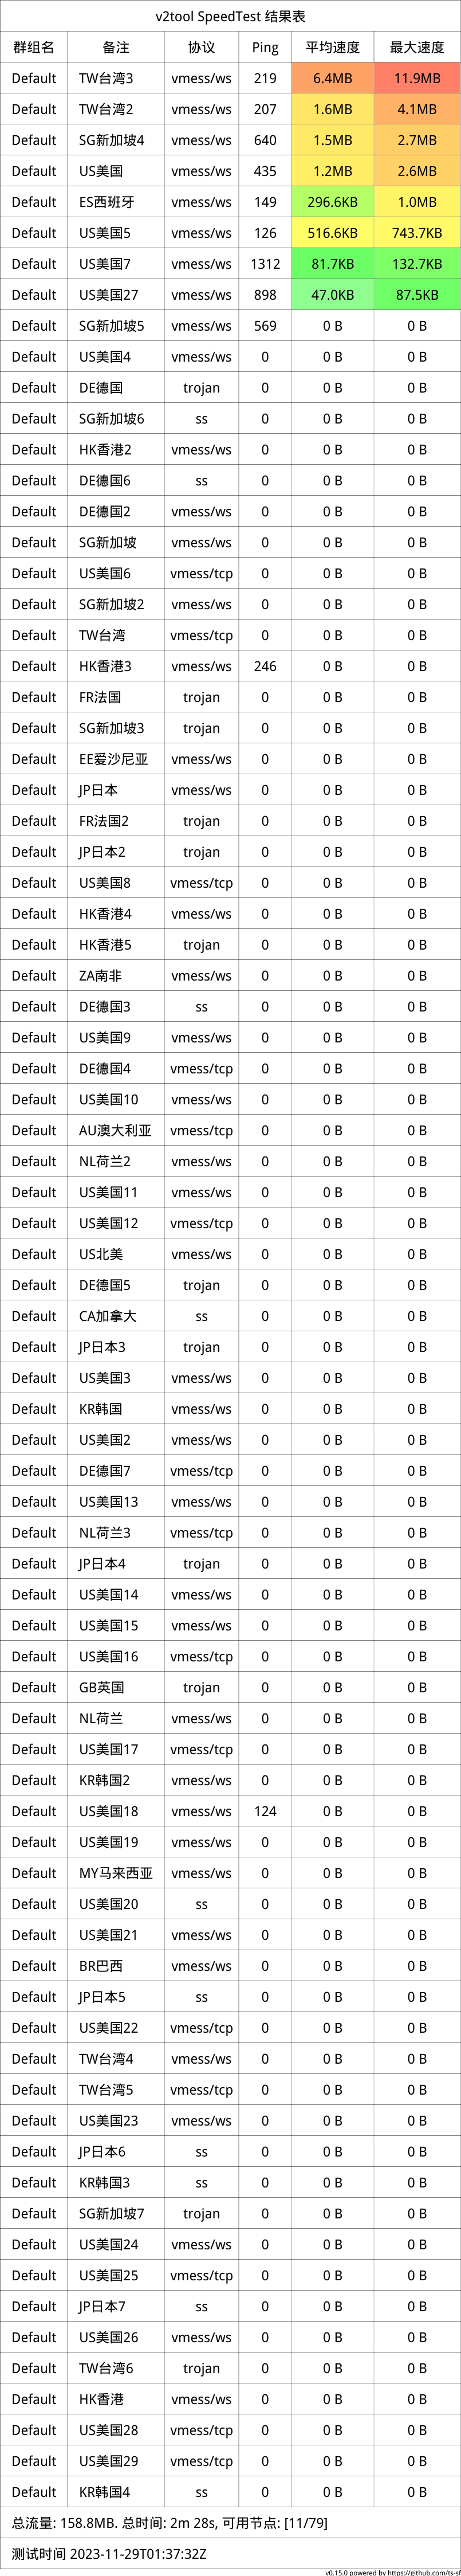 v2tool SpeedTest 结果表
群组名 备注 协议 Ping 平均速度 最大速度
Default TW台湾3 vmess/ws 219 6.4MB 11.9MB
Default TW台湾2 vmess/ws 207 1.6MB 4.1MB
Default SG新加坡4 vmess/ws 640 1.5MB 2.7MB
Default US美国 vmess/ws 435 1.2MB 2.6MB
Default ES西班牙 vmess/ws 149 296.6KB 1.0MB
Default US美国5 vmess/ws 126 516.6KB 743.7KB
Default US美国7 vmess/ws 1312 81.7KB 132.7KB
Default US美国27 vmess/ws 898 47.0KB 87.5KB
Default SG新加坡5 vmess/ws 569 0 B 0 B
Default US美国4 vmess/ws 0 0 B 0 B
Default DE德国 trojan 0 0 B 0 B
Default SG新加坡6 ss 0 0 B 0 B
Default HK香港2 vmess/ws 0 0 B 0 B
Default DE德国6 ss 0 0 B 0 B
Default DE德国2 vmess/ws 0 0 B 0 B
Default SG新加坡 vmess/ws 0 0 B 0 B
Default US美国6 vmess/tcp 0 0 B 0 B
Default SG新加坡2 vmess/ws 0 0 B 0 B
Default TW台湾 vmess/tcp 0 0 B 0 B
Default HK香港3 vmess/ws 246 0 B 0 B
Default FR法国 trojan 0 0 B 0 B
Default SG新加坡3 trojan 0 0 B 0 B
Default EE爱沙尼亚 vmess/ws 0 0 B 0 B
Default JP日本 vmess/ws 0 0 B 0 B
Default FR法国2 trojan 0 0 B 0 B
Default JP日本2 trojan 0 0 B 0 B
Default US美国8 vmess/tcp 0 0 B 0 B
Default HK香港4 vmess/ws 0 0 B 0 B
Default HK香港5 trojan 0 0 B 0 B
Default ZA南非 vmess/ws 0 0 B 0 B
Default DE德国3 ss 0 0 B 0 B
Default US美国9 vmess/ws 0 0 B 0 B
Default DE德国4 vmess/tcp 0 0 B 0 B
Default US美国10 vmess/ws 0 0 B 0 B
Default AU澳大利亚 vmess/tcp 0 0 B 0 B
Default NL荷兰2 vmess/ws 0 0 B 0 B
Default US美国11 vmess/ws 0 0 B 0 B
Default US美国12 vmess/tcp 0 0 B 0 B
Default US北美 vmess/ws 0 0 B 0 B
Default DE德国5 trojan 0 0 B 0 B
Default CA加拿大 ss 0 0 B 0 B
Default JP日本3 trojan 0 0 B 0 B
Default US美国3 vmess/ws 0 0 B 0 B
Default KR韩国 vmess/ws 0 0 B 0 B
Default US美国2 vmess/ws 0 0 B 0 B
Default DE德国7 vmess/tcp 0 0 B 0 B
Default US美国13 vmess/ws 0 0 B 0 B
Default NL荷兰3 vmess/tcp 0 0 B 0 B
Default JP日本4 trojan 0 0 B 0 B
Default US美国14 vmess/ws 0 0 B 0 B
Default US美国15 vmess/ws 0 0 B 0 B
Default US美国16 vmess/tcp 0 0 B 0 B
Default GB英国 trojan 0 0 B 0 B
Default NL荷兰 vmess/ws 0 0 B 0 B
Default US美国17 vmess/tcp 0 0 B 0 B
Default KR韩国2 vmess/ws 0 0 B 0 B
Default US美国18 vmess/ws 124 0 B 0 B
Default US美国19 vmess/ws 0 0 B 0 B
Default MY马来西亚 vmess/ws 0 0 B 0 B
Default US美国20 ss 0 0 B 0 B
Default US美国21 vmess/ws 0 0 B 0 B
Default BR巴西 vmess/ws 0 0 B 0 B
Default JP日本5 ss 0 0 B 0 B
Default US美国22 vmess/tcp 0 0 B 0 B
Default TW台湾4 vmess/ws 0 0 B 0 B
Default TW台湾5 vmess/tcp 0 0 B 0 B
Default US美国23 vmess/ws 0 0 B 0 B
Default JP日本6 ss 0 0 B 0 B
Default KR韩国3 ss 0 0 B 0 B
Default SG新加坡7 trojan 0 0 B 0 B
Default US美国24 vmess/ws 0 0 B 0 B
Default US美国25 vmess/tcp 0 0 B 0 B
Default JP日本7 ss 0 0 B 0 B
Default US美国26 vmess/ws 0 0 B 0 B
Default TW台湾6 trojan 0 0 B 0 B
Default HK香港 vmess/ws 0 0 B 0 B
Default US美国28 vmess/tcp 0 0 B 0 B
Default US美国29 vmess/tcp 0 0 B 0 B
Default KR韩国4 ss 0 0 B 0 B
总流量: 158.8MB. 总时间: 2m 28s, 可用节点: [11/79]
测试时间 2023-11-29T01:37:32Z
v0.15.0 powered by https://github.com/ts-sf